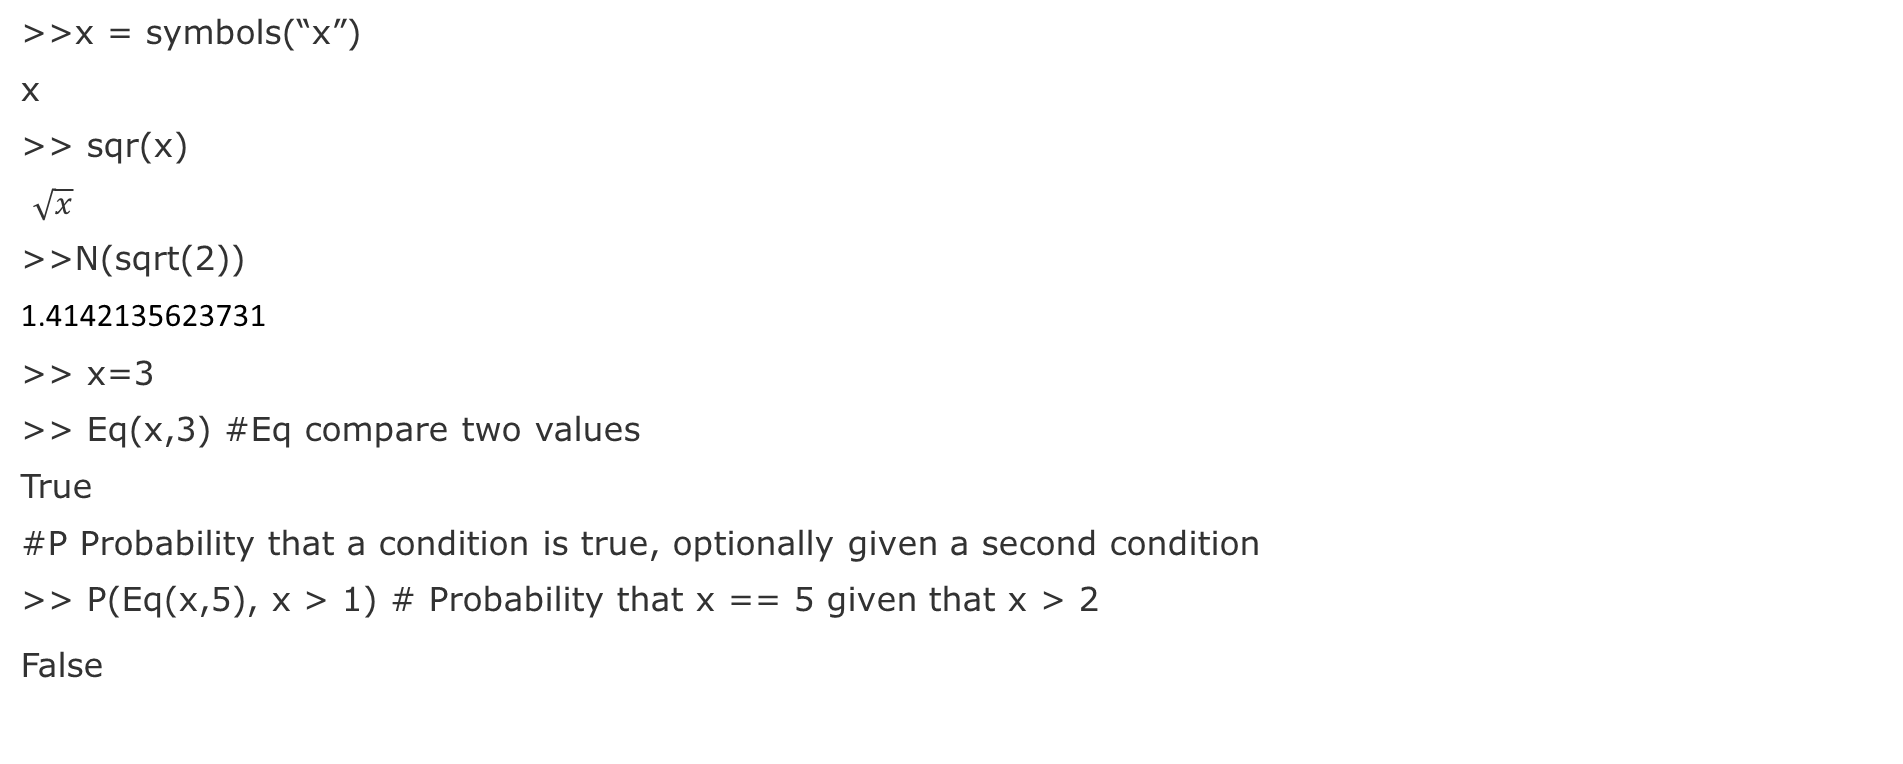 >>x = symbols(“x”)
x
>> sqr(x)
√x
>>N(sqrt(2))
1.4142135623731
>> x=3
>> Eq(x,3) #Eq compare two values
True
#P Probability that a condition is true, optionally given a second condition
>> P(Eq(x,5), x > 1) # Probability that x == 5 given that x > 2
False